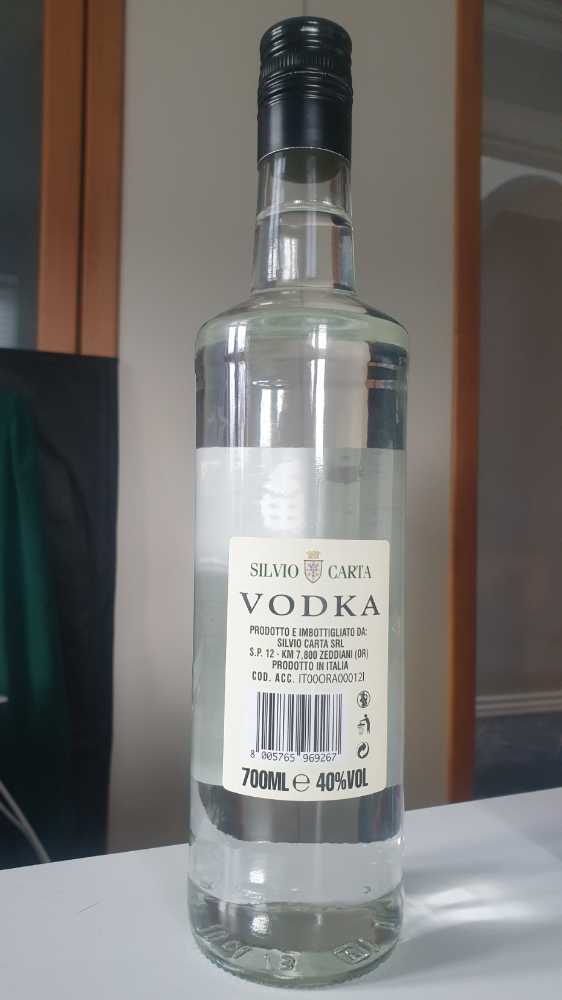 SILVIO CARTA
VODKA
PRODOTTO E IMBOTTIGLIATO DA:
SILVIO CARTA SRL
S.P. 12 - KM 7,800 ZEDDIANI (OR)
PRODOTTO IN ITALIA
COD. ACC. IT00ORA00012I
8 005765 969267
700ML ℮ 40%VOL